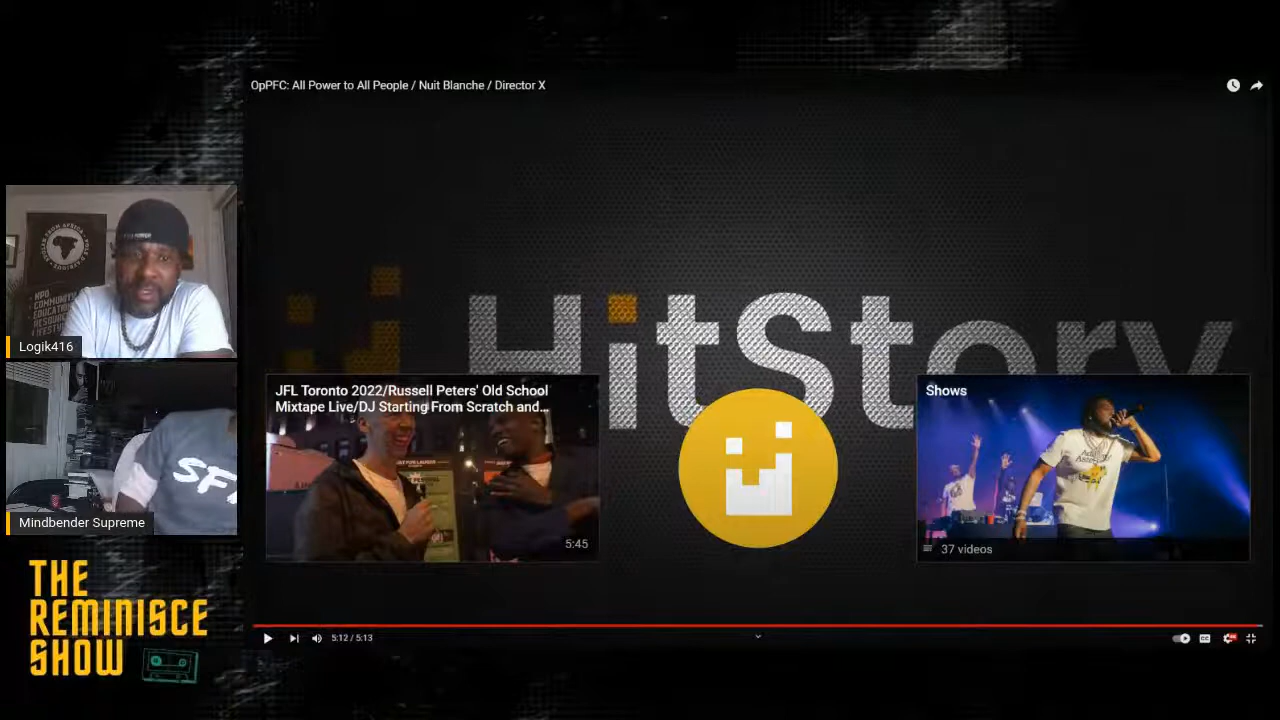 OpPFC: All Power to All People / Nuit Blanche / Director X
HitStory
JFL Toronto 2022/Russell Peters' Old School
Mixtape Live/DJ Starting From Scratch and...
5:45
Shows
37 videos
5:12 / 5:13
Logik416
Mindbender Supreme
THE
REMINISCE
SHOW